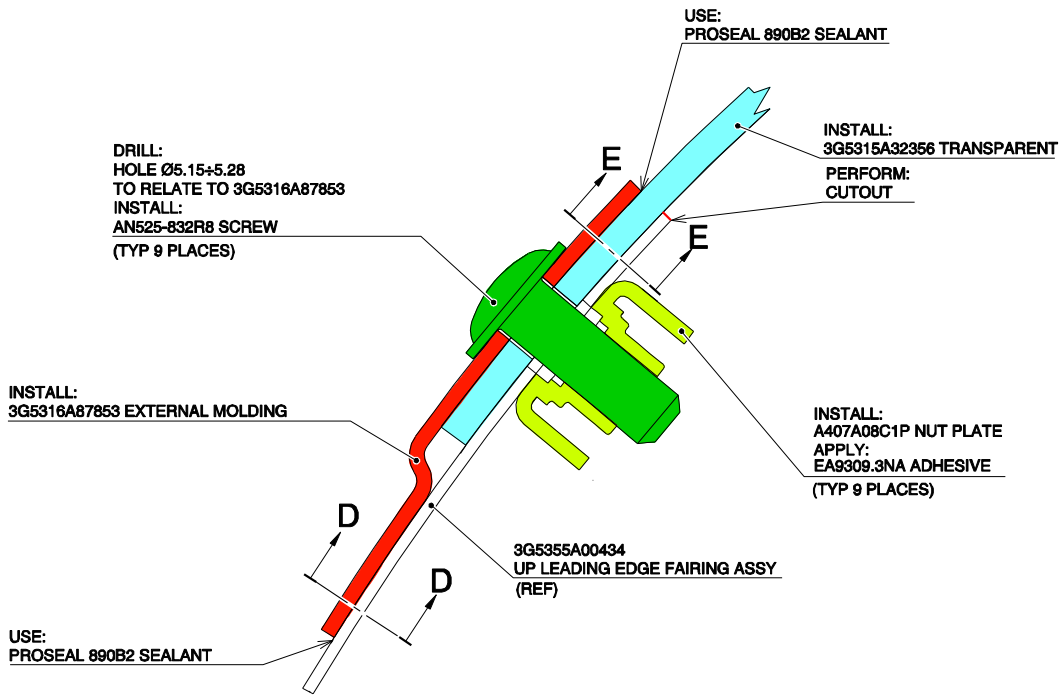 USE:
PROSEAL 890B2 SEALANT
INSTALL:
3G5315A32356 TRANSPARENT
PERFORM:
CUTOUT
DRILL:
HOLE Ø5.15÷5.28
TO RELATE TO 3G5316A87853
INSTALL:
AN525-832R8 SCREW
(TYP 9 PLACES)
E
E
INSTALL:
3G5316A87853 EXTERNAL MOLDING
INSTALL:
A407A08C1P NUT PLATE
APPLY:
EA9309.3NA ADHESIVE
(TYP 9 PLACES)
D
D
3G5355A00434
UP LEADING EDGE FAIRING ASSY
(REF)
USE:
PROSEAL 890B2 SEALANT